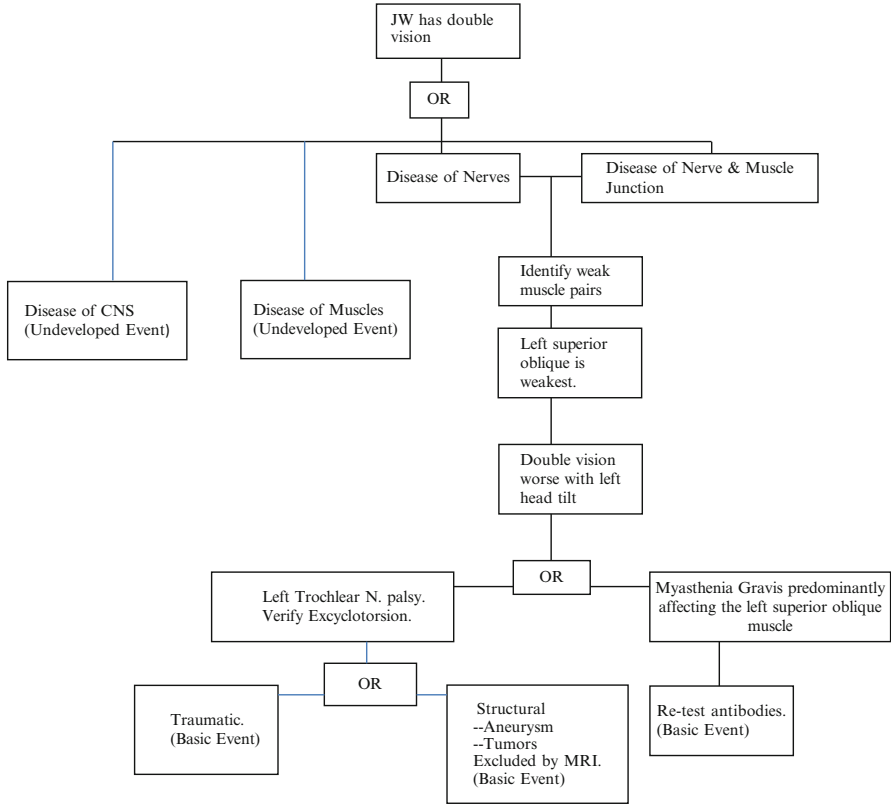 JW has double
vision
OR
Disease of Nerves
Disease of Nerve & Muscle
Junction
Disease of CNS
(Undeveloped Event)
Disease of Muscles
(Undeveloped Event)
Identify weak
muscle pairs
Left superior
oblique is
weakest.
Double vision
worse with left
head tilt
OR
Left Trochlear N. palsy.
Verify Excyclotorsion.
Myasthenia Gravis predominantly
affecting the left superior oblique
muscle
OR
Traumatic.
(Basic Event)
Structural
--Aneurysm
--Tumors
Excluded by MRI.
(Basic Event)
Re-test antibodies.
(Basic Event)